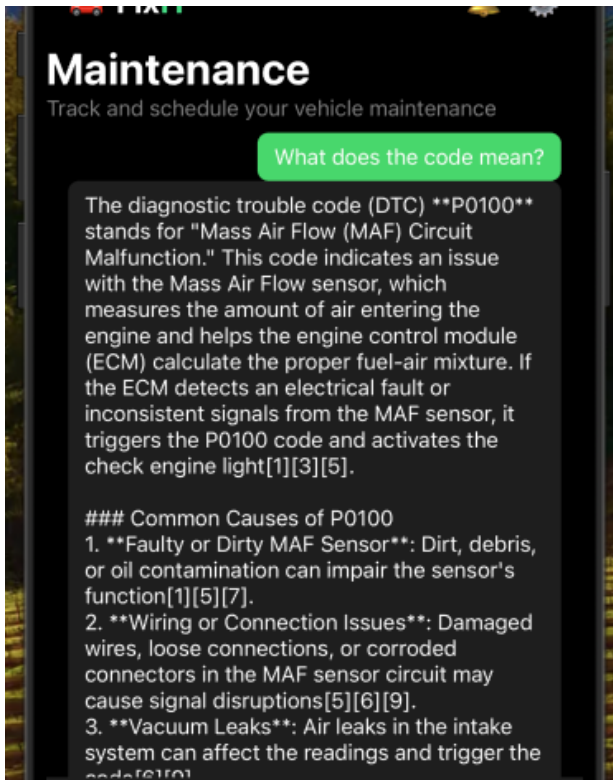 Maintenance
Track and schedule your vehicle maintenance
What does the code mean?
The diagnostic trouble code (DTC) **P0100**
stands for "Mass Air Flow (MAF) Circuit
Malfunction." This code indicates an issue
with the Mass Air Flow sensor, which
measures the amount of air entering the
engine and helps the engine control module
(ECM) calculate the proper fuel-air mixture. If
the ECM detects an electrical fault or
inconsistent signals from the MAF sensor, it
triggers the P0100 code and activates the
check engine light[1][3][5].
### Common Causes of P0100
1. **Faulty or Dirty MAF Sensor**: Dirt, debris,
or oil contamination can impair the sensor's
function[1][5][7].
2. **Wiring or Connection Issues**: Damaged
wires, loose connections, or corroded
connectors in the MAF sensor circuit may
cause signal disruptions[5][6][9].
3. **Vacuum Leaks**: Air leaks in the intake
system can affect the readings and trigger the